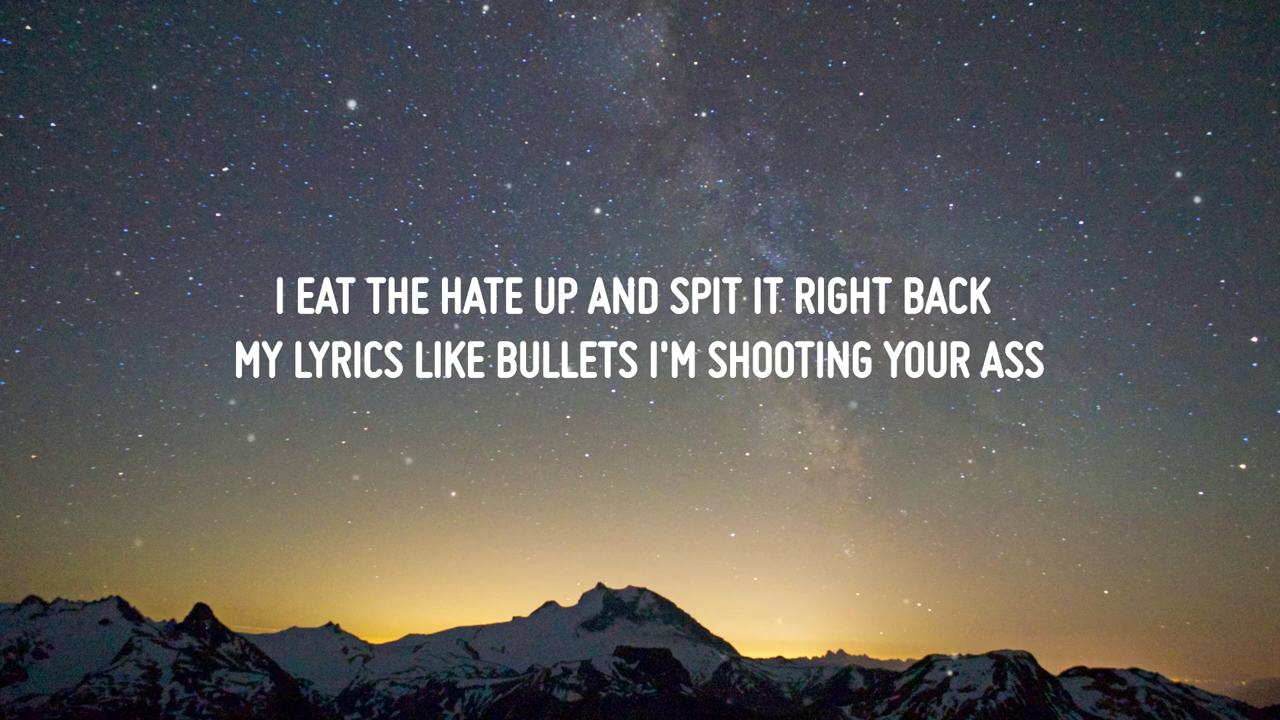 I EAT THE HATE UP AND SPIT IT RIGHT BACK
MY LYRICS LIKE BULLETS I'M SHOOTING YOUR ASS